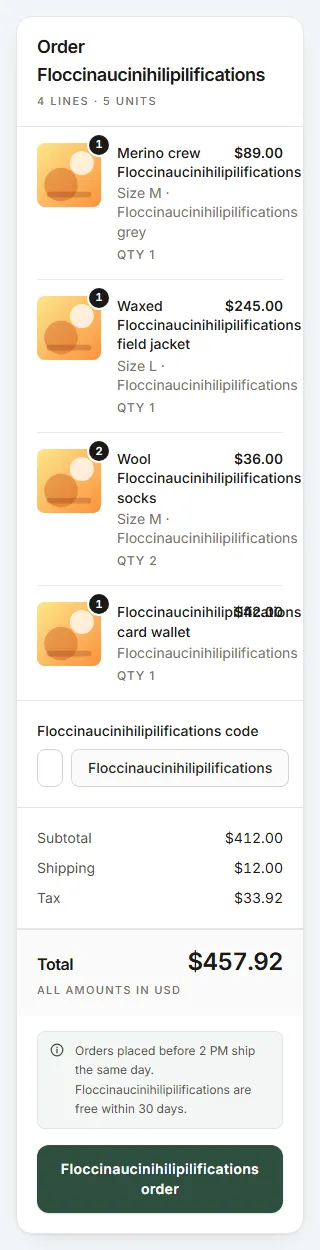 Order
Floccinaucinihilipilifications
4 LINES · 5 UNITS
1
Merino crew $89.00
Floccinaucinihilipilifications
Size M ·
Floccinaucinihilipilifications
grey
QTY 1
1
Waxed $245.00
Floccinaucinihilipilifications
field jacket
Size L ·
Floccinaucinihilipilifications
QTY 1
2
Wool $36.00
Floccinaucinihilipilifications
socks
Size M ·
Floccinaucinihilipilifications
QTY 2
1
Floccinaucinihilipilifications $42.00
card wallet
Floccinaucinihilipilifications
QTY 1
Floccinaucinihilipilifications code
Floccinaucinihilipilifications
Subtotal $412.00
Shipping $12.00
Tax $33.92
Total $457.92
ALL AMOUNTS IN USD
Orders placed before 2 PM ship
the same day.
Floccinaucinihilipilifications are
free within 30 days.
Floccinaucinihilipilifications
order